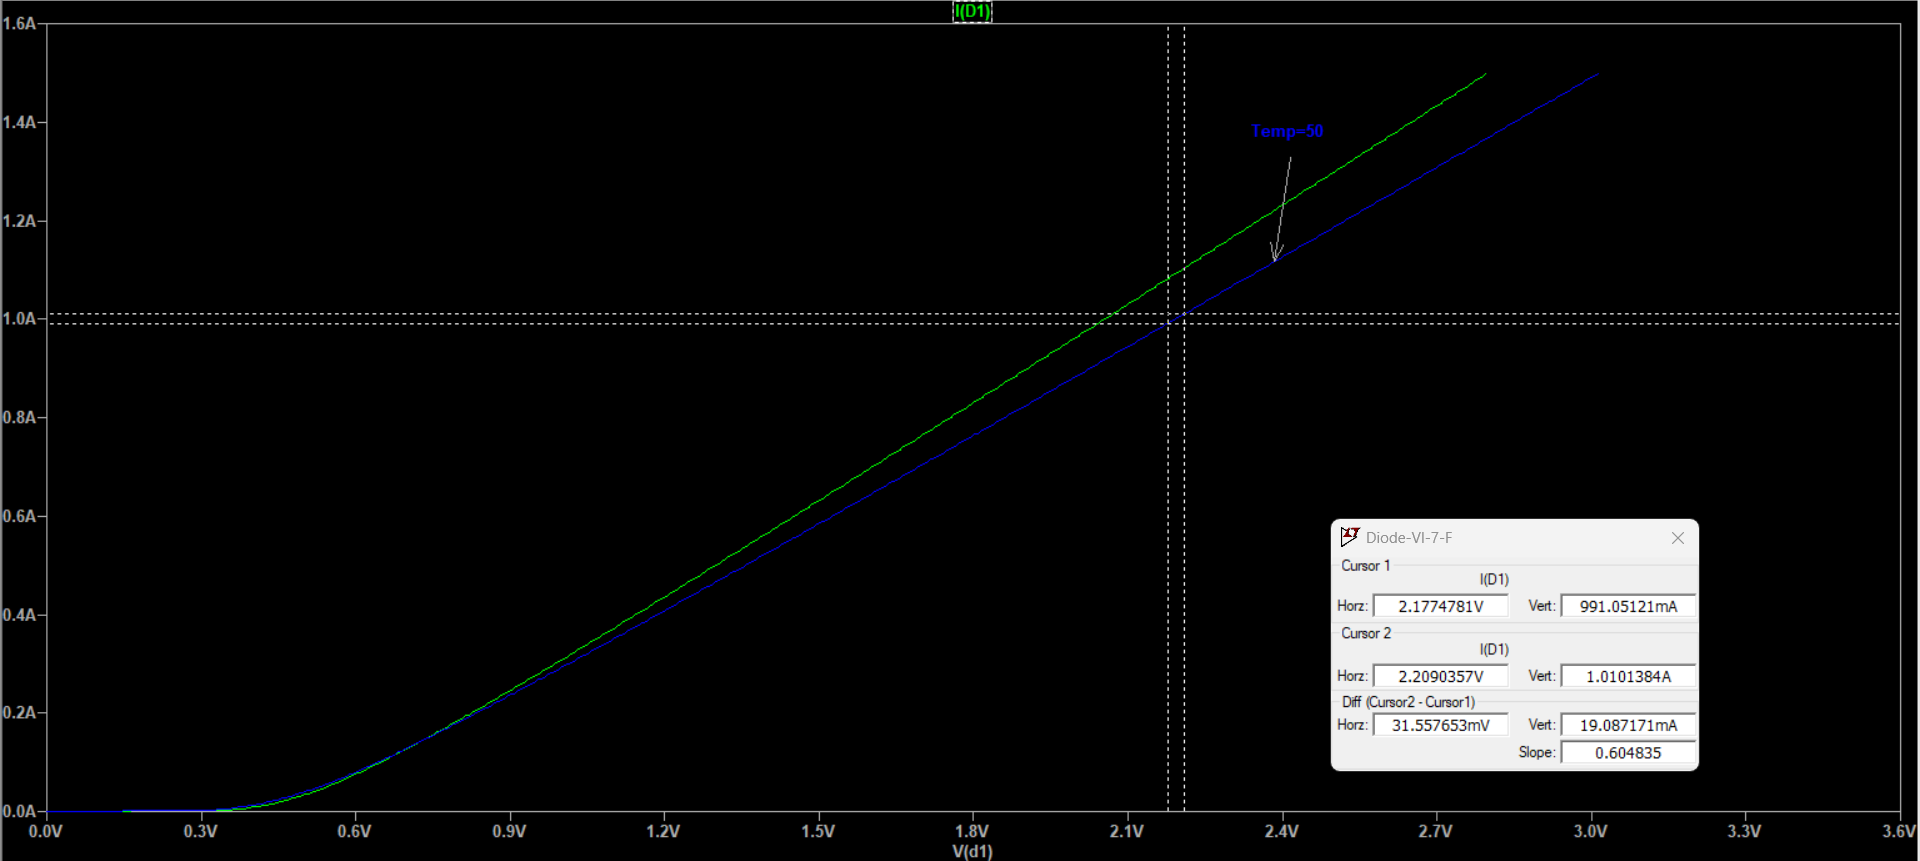 I(D1)
1.6A
1.4A
1.2A
1.0A
0.8A
0.6A
0.4A
0.2A
0.0A
Temp=50
Diode-VI-7-F
Cursor 1
I(D1)
Horz: 2.1774781V Vert: 991.05121mA
Cursor 2
I(D1)
Horz: 2.2090357V Vert: 1.0101384A
Diff (Cursor2 - Cursor1)
Horz: 31.557653mV Vert: 19.087171mA
Slope: 0.604835
0.0V 0.3V 0.6V 0.9V 1.2V 1.5V 1.8V 2.1V 2.4V 2.7V 3.0V 3.3V 3.6V
V(d1)